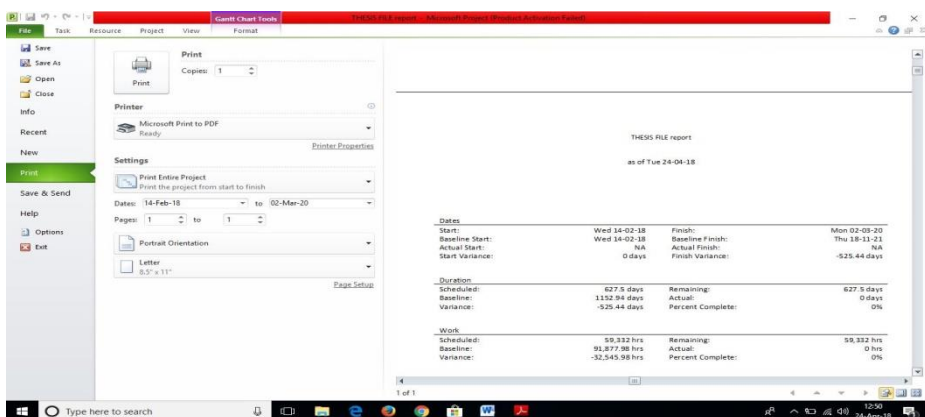 Gantt Chart Tools
THESIS FILE report - Microsoft Project (Product Activation Failed)
File Task Resource Project View Format
Save
Save As
Open
Close
Info
Recent
New
Print
Save & Send
Help
Options
Exit
Print
Copies: 1
Print
Printer
Microsoft Print to PDF
Ready
Printer Properties
Settings
Print Entire Project
Print the project from start to finish
Dates: 14-Feb-18 to 02-Mar-20
Pages: 1 to 1
Portrait Orientation
Letter
8.5" x 11"
Page Setup
THESIS FILE report
as of Tue 24-04-18
Dates
Start: Wed 14-02-18 Finish: Mon 02-03-20
Baseline Start: Wed 14-02-18 Baseline Finish: Thu 18-11-21
Actual Start: NA Actual Finish: NA
Start Variance: 0 days Finish Variance: -525.44 days
Duration
Scheduled: 627.5 days Remaining: 627.5 days
Baseline: 1152.94 days Actual: 0 days
Variance: -525.44 days Percent Complete: 0%
Work
Scheduled: 59,332 hrs Remaining: 59,332 hrs
Baseline: 91,877.98 hrs Actual: 0 hrs
Variance: -32,545.98 hrs Percent Complete: 0%
1 of 1
Type here to search
12:50
24-Apr-18